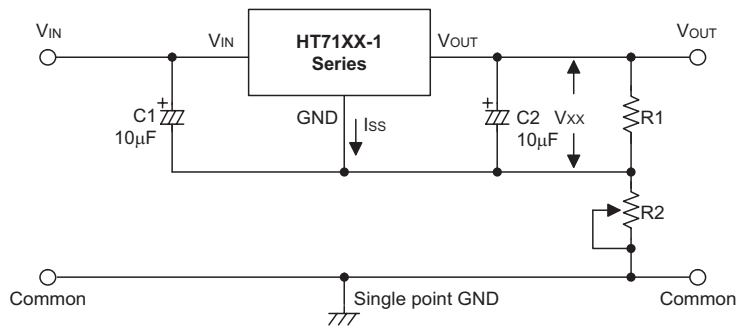 VIN
VIN
HT71XX-1
Series
VOUT
VOUT
C1
10μF
GND
ISS
C2
10μF
VXX
R1
R2
Common
Single point GND
Common